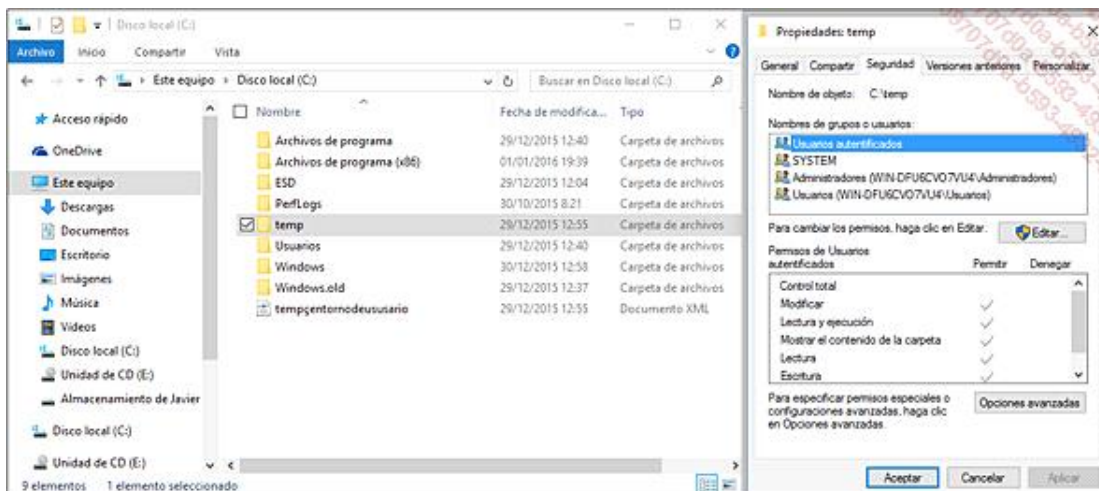 Disco local (C:)
Archivo Inicio Compartir Vista
Este equipo › Disco local (C:)
Buscar en Disco local (C:)
Acceso rápido
OneDrive
Este equipo
Descargas
Documentos
Escritorio
Imágenes
Música
Vídeos
Disco local (C:)
Unidad de CD (E:)
Almacenamiento de Javier
Disco local (C:)
Unidad de CD (E:)
Nombre Fecha de modifica... Tipo
Archivos de programa 29/12/2015 12:40 Carpeta de archivos
Archivos de programa (x86) 01/01/2016 19:39 Carpeta de archivos
ESD 29/12/2015 12:04 Carpeta de archivos
PerfLogs 30/10/2015 8:21 Carpeta de archivos
temp 29/12/2015 12:55 Carpeta de archivos
Usuarios 29/12/2015 12:40 Carpeta de archivos
Windows 30/12/2015 12:58 Carpeta de archivos
Windows.old 29/12/2015 12:37 Carpeta de archivos
tempçentornodeususario 29/12/2015 12:55 Documento XML
9 elementos 1 elemento seleccionado
Propiedades: temp
General Compartir Seguridad Versiones anteriores Personalizar
Nombre de objeto: C:\temp
Nombres de grupos o usuarios:
Usuarios autentificados
SYSTEM
Administradores (WIN-DFU6CVO7VU4\Administradores)
Usuarios (WIN-DFU6CVO7VU4\Usuarios)
Para cambiar los permisos, haga clic en Editar.
Editar...
Permisos de Usuarios
autentificados Permitir Denegar
Control total
Modificar
Lectura y ejecución
Mostrar el contenido de la carpeta
Lectura
Escritura
Para especificar permisos especiales o
configuraciones avanzadas, haga clic
en Opciones avanzadas.
Opciones avanzadas
Aceptar Cancelar Aplicar